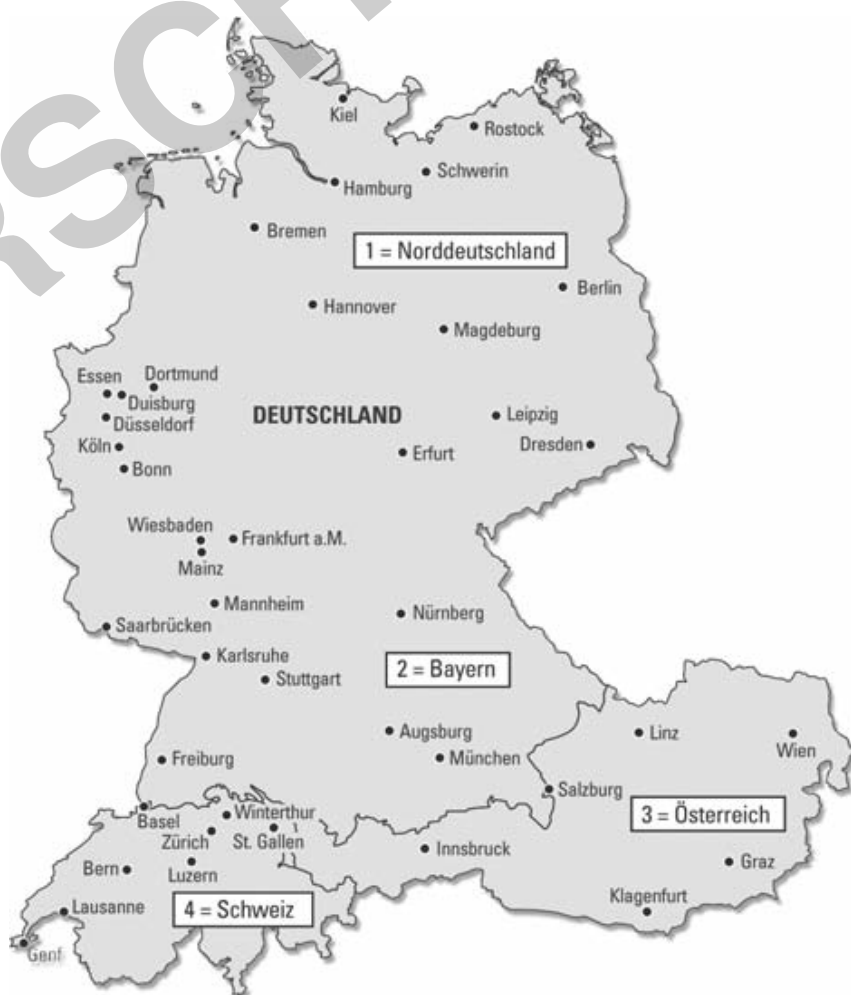 RSCH
Kiel
Rostock
Schwerin
Hamburg
Bremen
1 = Norddeutschland
Berlin
Hannover
Magdeburg
Essen
Dortmund
Duisburg
Düsseldorf
DEUTSCHLAND
Leipzig
Köln
Erfurt
Dresden
Bonn
Wiesbaden
Frankfurt a.M.
Mainz
Mannheim
Nürnberg
Saarbrücken
Karlsruhe
2 = Bayern
Stuttgart
Augsburg
Linz
Wien
Freiburg
München
Salzburg
Basel
Winterthur
3 = Österreich
Zürich
St. Gallen
Innsbruck
Bern
Luzern
Graz
Klagenfurt
Lausanne
4 = Schweiz
Genf